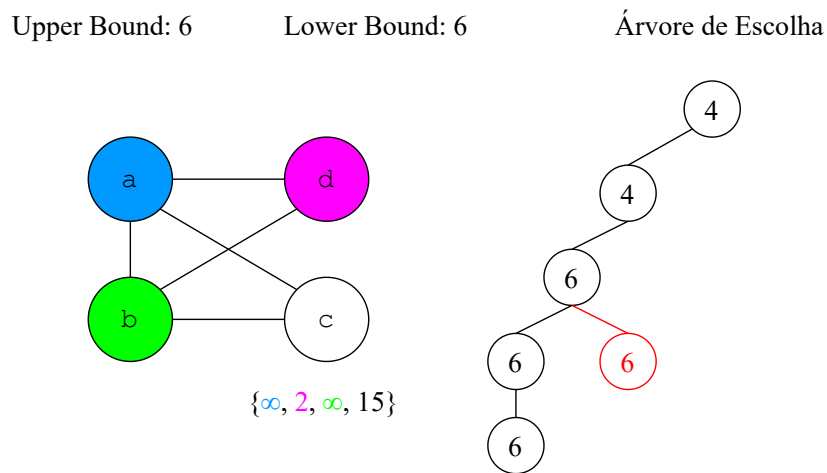 Upper Bound: 6 Lower Bound: 6 Árvore de Escolha
4
a d
4
6
b c
6 6
{∞, 2, ∞, 15}
6